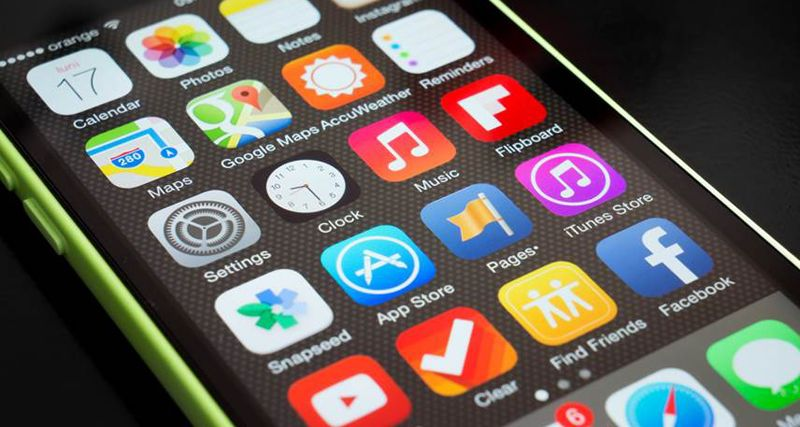 orange
luni
17
Calendar
Photos
Notes
Instagram
280
Maps
Google Maps
AccuWeather
Reminders
Settings
Clock
Music
Flipboard
Snapseed
App Store
Pages
iTunes Store
Clear
Find Friends
f
Facebook
6